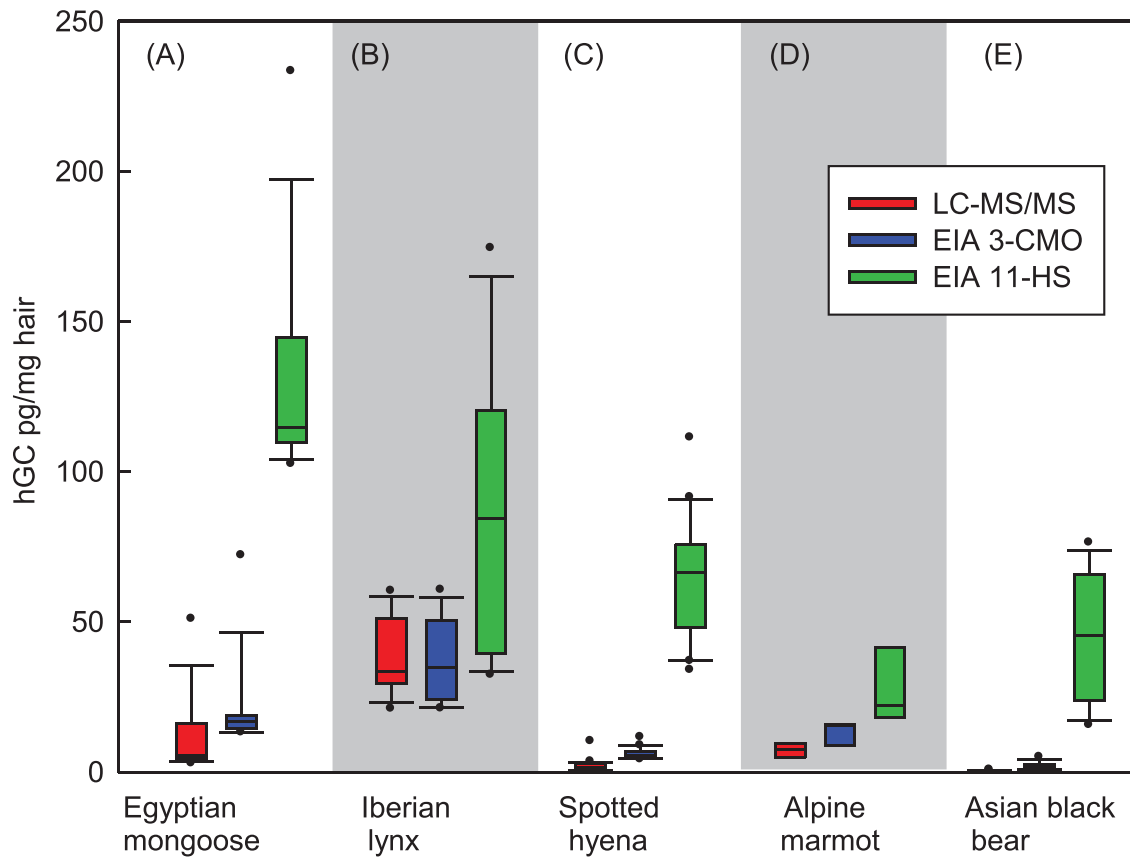 250
200
150
100
50
0
hGC pg/mg hair
(A)
(B)
(C)
(D)
(E)
LC-MS/MS
EIA 3-CMO
EIA 11-HS
Egyptian
mongoose
Iberian
lynx
Spotted
hyena
Alpine
marmot
Asian black
bear